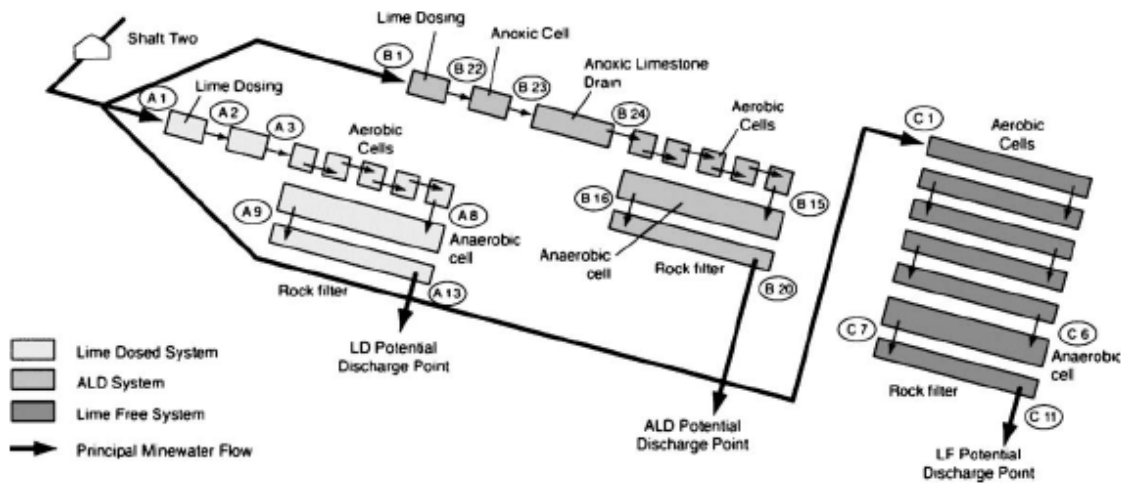 Shaft Two
Lime Dosing
Anoxic Cell
B 1
B 22
B 23
Anoxic Limestone
Drain
B 24
Aerobic
Cells
B 15
B 16
Anaerobic
cell
Rock filter
B 20
ALD Potential
Discharge Point
A 1
Lime Dosing
A 2
A 3
Aerobic
Cells
A 9
A 8
Anaerobic
cell
Rock filter
A 13
LD Potential
Discharge Point
C 1
Aerobic
Cells
C 7
C 6
Anaerobic
cell
Rock filter
C 11
LF Potential
Discharge Point
Lime Dosed System
ALD System
Lime Free System
Principal Minewater Flow